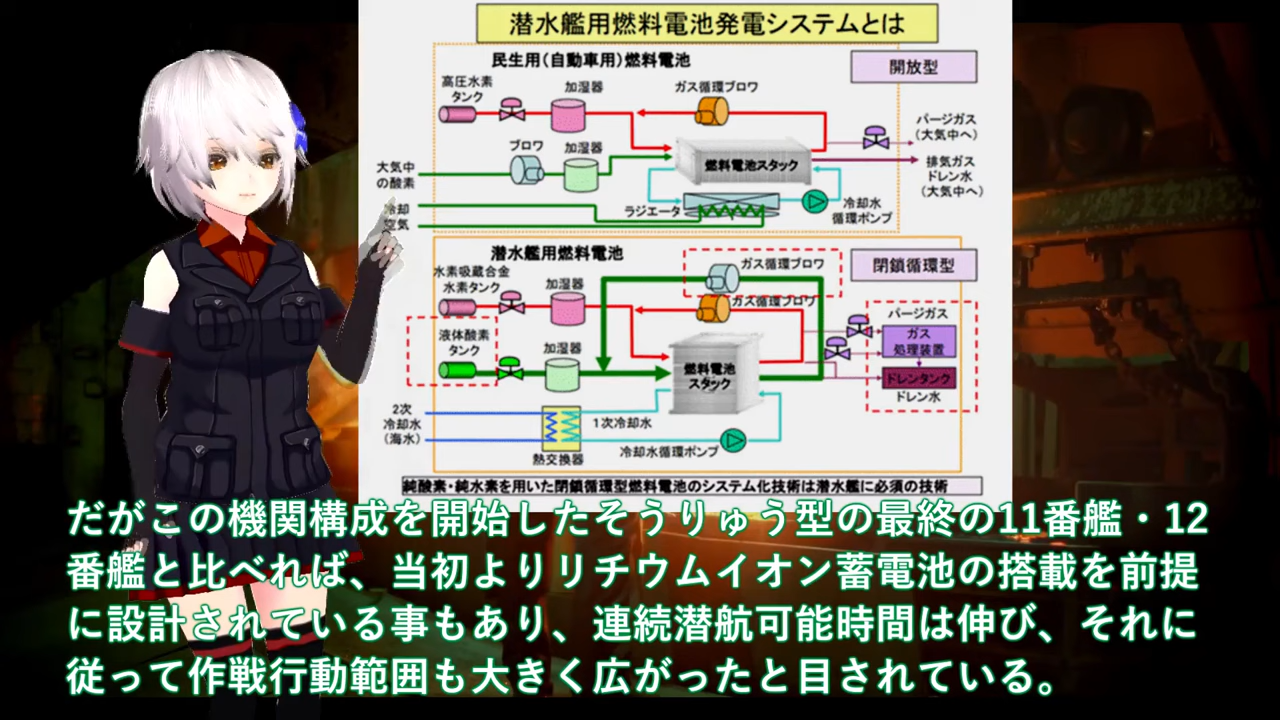 潜水艦用燃料電池発電システムとは
民生用(自動車用)燃料電池
開放型
高圧水素
タンク
加湿器
ガス循環ブロワ
パージガス
(大気中へ)
ブロワ
加湿器
燃料電池スタック
排気ガス
ドレン水
(大気中へ)
大気中
の酸素
冷却
空気
ラジエータ
冷却水
循環ポンプ
潜水艦用燃料電池
閉鎖循環型
水素吸蔵合金
水素タンク
加湿器
ガス循環ブロワ
ガス循環ブロワ
パージガス
ガス
処理装置
液体酸素
タンク
加湿器
燃料電池
スタック
ドレンタンク
ドレン水
2次
冷却水
(海水)
1次冷却水
熱交換器
冷却水循環ポンプ
純酸素・純水素を用いた閉鎖循環型燃料電池のシステム化技術は潜水艦に必須の技術
だがこの機関構成を開始したそうりゅう型の最終の11番艦・12
番艦と比べれば、当初よりリチウムイオン蓄電池の搭載を前提
に設計されている事もあり、連続潜航可能時間は伸び、それに
従って作戦行動範囲も大きく広がったと目されている。